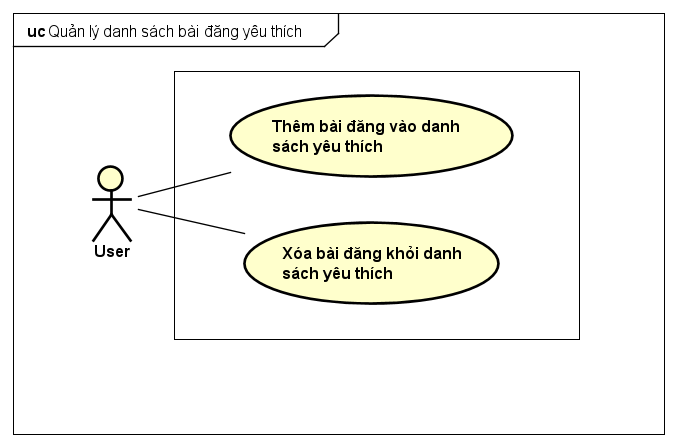 uc Quản lý danh sách bài đăng yêu thích
Thêm bài đăng vào danh
sách yêu thích
User
Xóa bài đăng khỏi danh
sách yêu thích